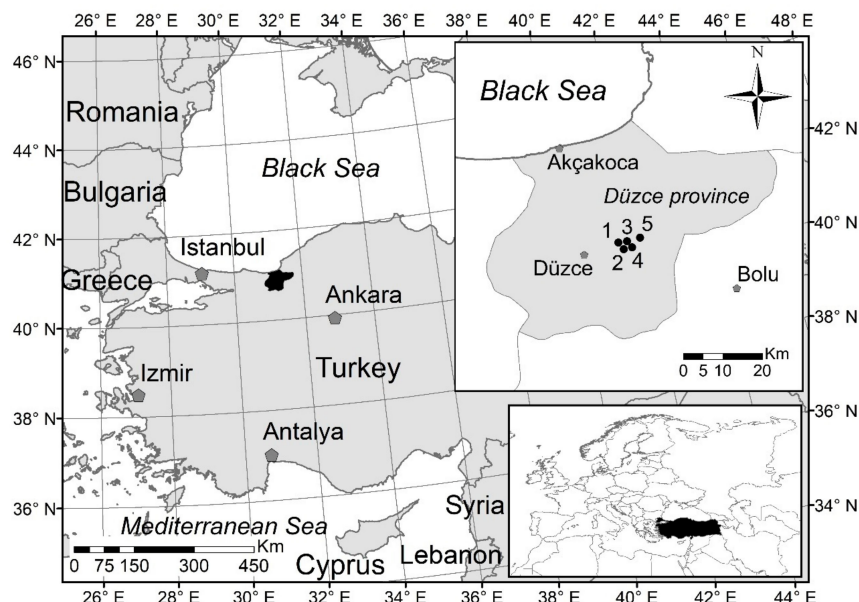 26° E 28° E 30° E 32° E 34° E 36° E 38° E 40° E 42° E 44° E 46° E
46° N
44° N
42° N
40° N
38° N
36° N
Romania
Bulgaria
Greece
Black Sea
Istanbul
Ankara
Izmir
Turkey
Antalya
Mediterranean Sea
Cyprus
Syria
Lebanon
0 75 150 300 450 Km
N
Black Sea
Akçakoca
Düzce province
1 3 5
2 4
Düzce
Bolu
0 5 10 20 Km
42° N
40° N
38° N
36° N
34° N
26° E 28° E 30° E 32° E 34° E 36° E 38° E 40° E 42° E 44° E